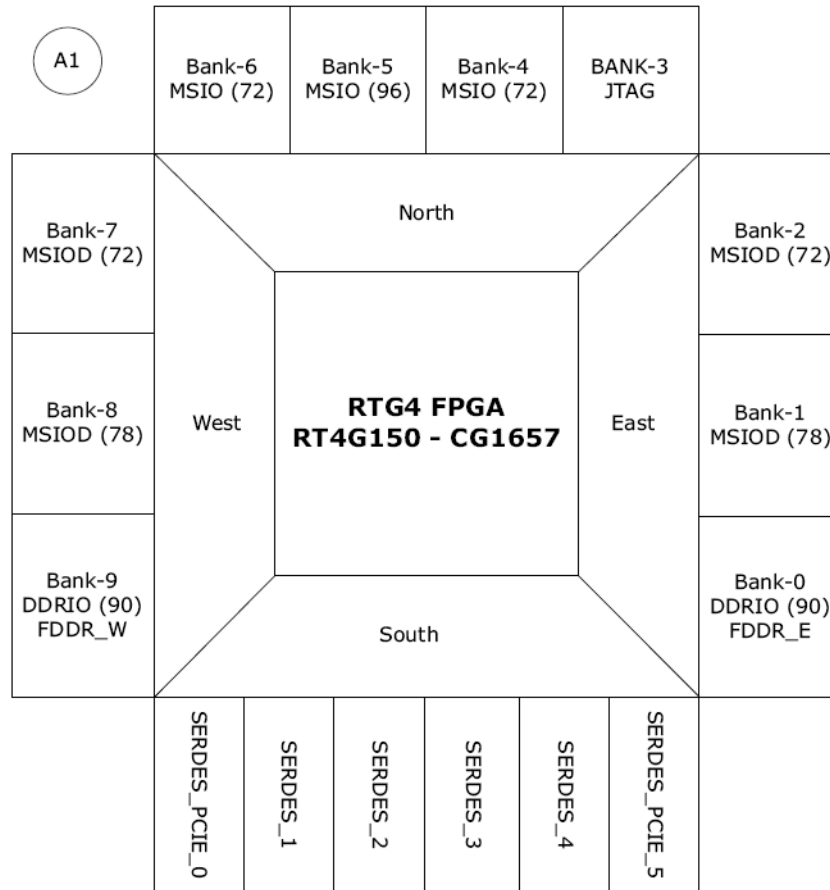 A1
Bank-6
MSIO (72)
Bank-5
MSIO (96)
Bank-4
MSIO (72)
BANK-3
JTAG
North
Bank-7
MSIOD (72)
Bank-2
MSIOD (72)
Bank-8
MSIOD (78)
West
RTG4 FPGA
RT4G150 - CG1657
East
Bank-1
MSIOD (78)
Bank-9
DDRIO (90)
FDDR_W
South
Bank-0
DDRIO (90)
FDDR_E
SERDES_PCIE_0
SERDES_1
SERDES_2
SERDES_3
SERDES_4
SERDES_PCIE_5